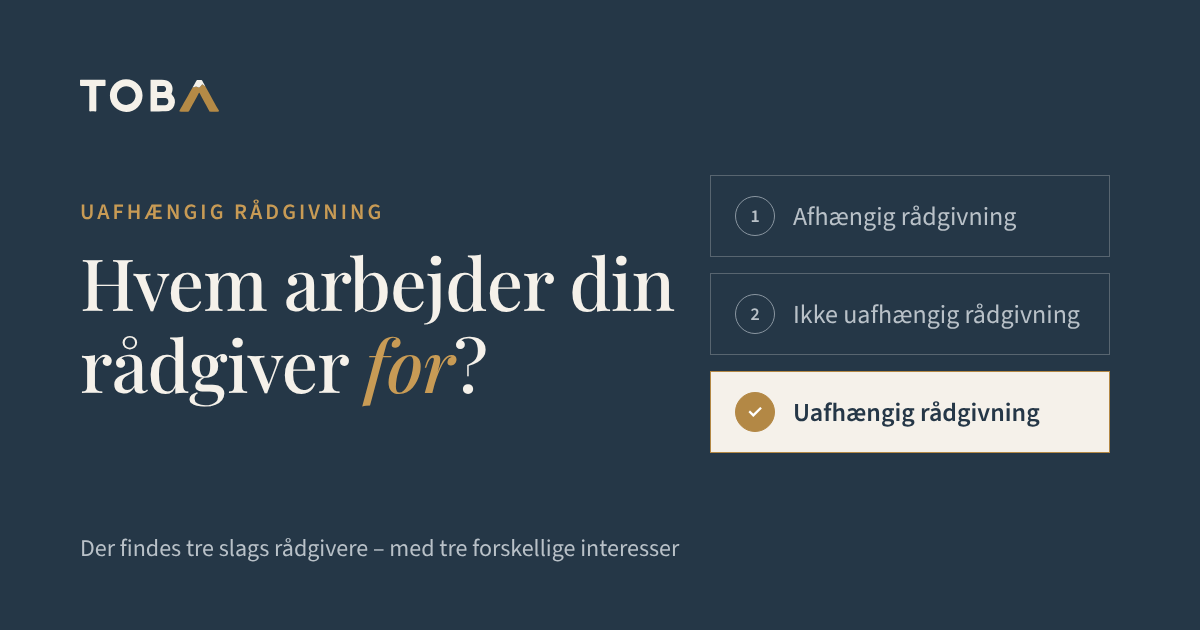 TOBA
UAFHÆNGIG RÅDGIVNING
Hvem arbejder din
rådgiver for?
1 Afhængig rådgivning
2 Ikke uafhængig rådgivning
Uafhængig rådgivning
Der findes tre slags rådgivere – med tre forskellige interesser